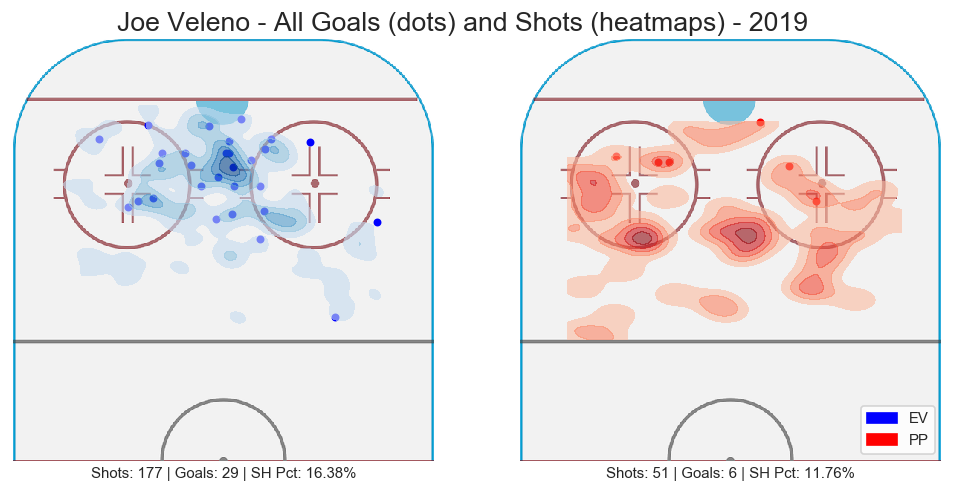 Joe Veleno - All Goals (dots) and Shots (heatmaps) - 2019
EV
PP
Shots: 177 | Goals: 29 | SH Pct: 16.38%
Shots: 51 | Goals: 6 | SH Pct: 11.76%